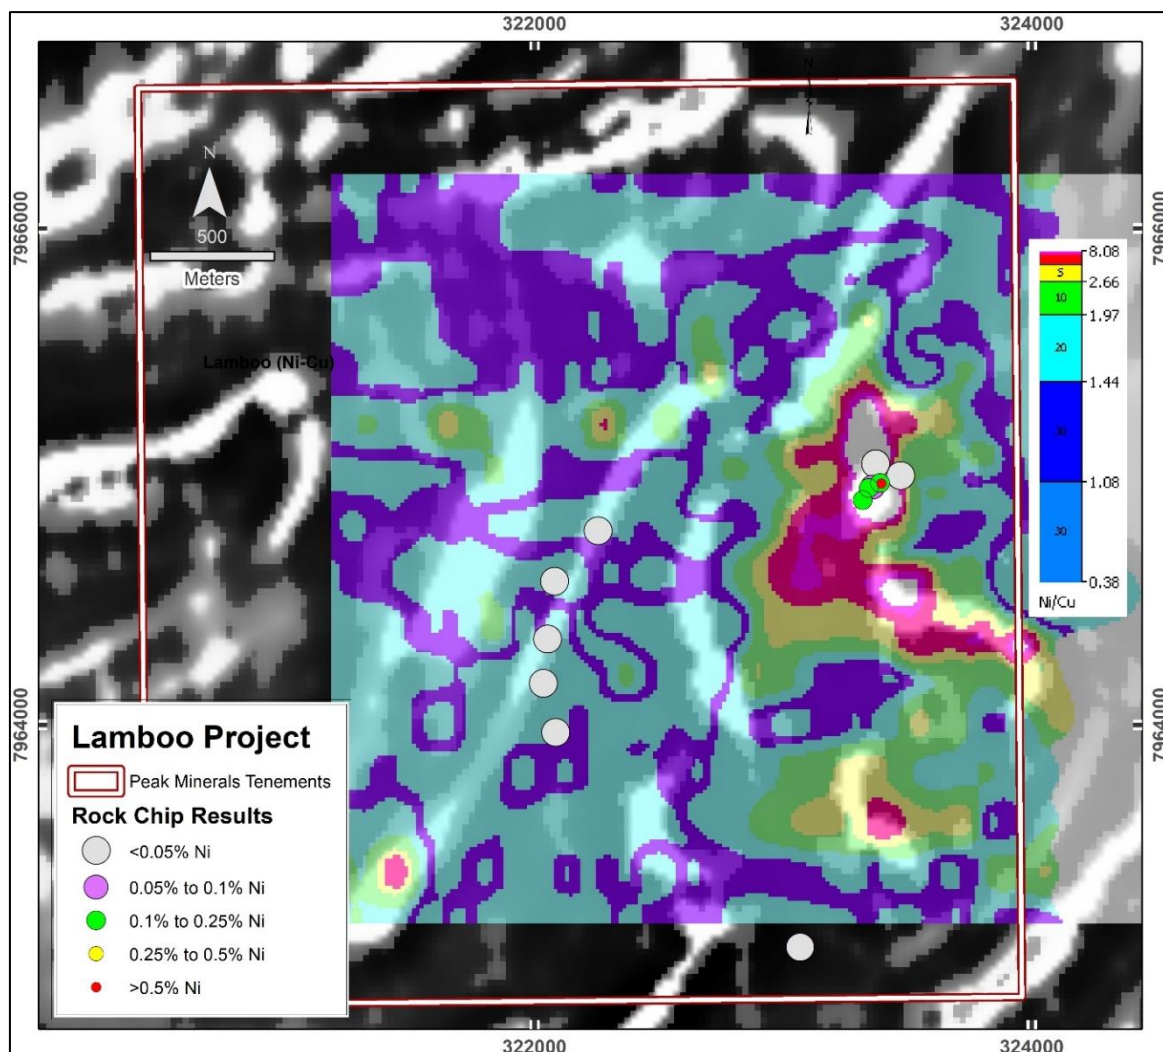 322000
324000
7966000
7966000
N
500
Meters
Lamboo (Ni-Cu)
8.08
5
2.66
10
1.97
20
1.44
30
1.08
30
0.38
Ni/Cu
7964000
7964000
Lamboo Project
Peak Minerals Tenements
Rock Chip Results
<0.05% Ni
0.05% to 0.1% Ni
0.1% to 0.25% Ni
0.25% to 0.5% Ni
>0.5% Ni
322000
324000